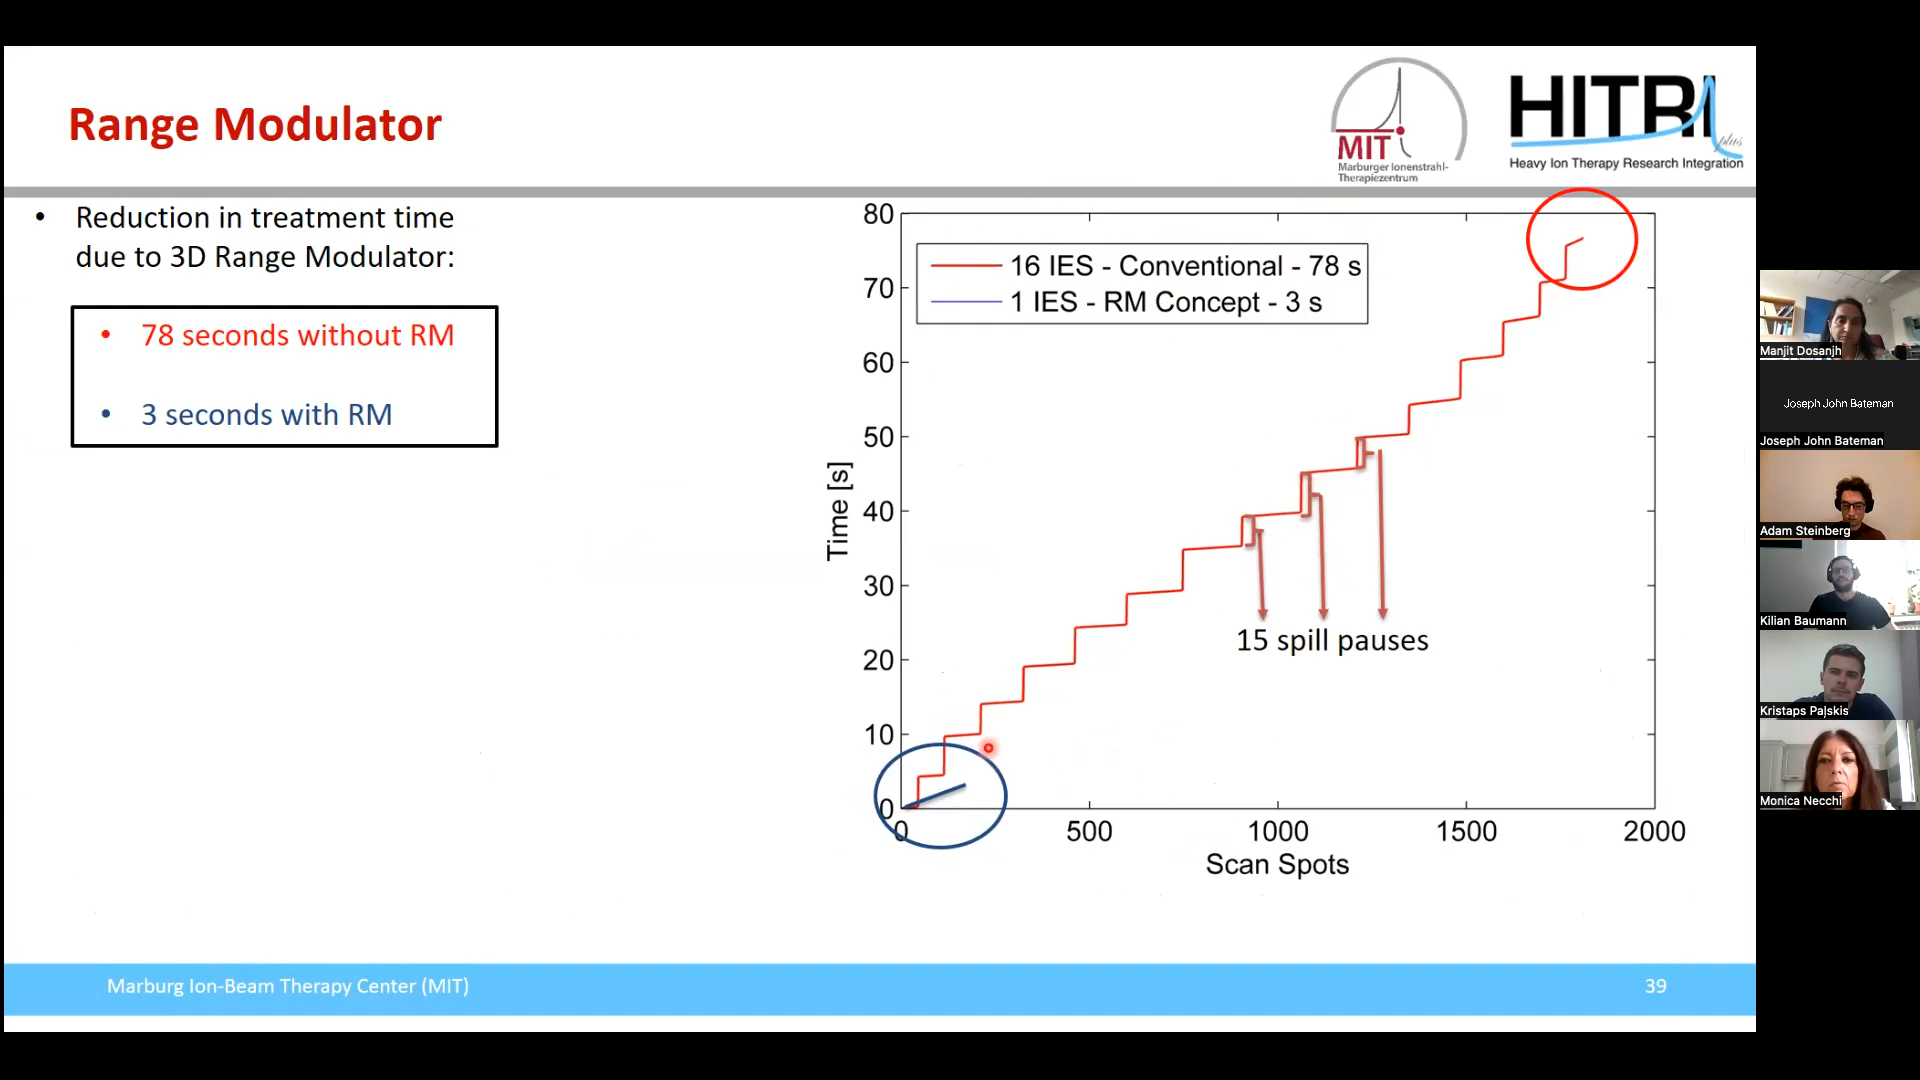 Range Modulator
MIT
Marburger Ionenstrahl-
Therapiezentrum
HITRI
plus
Heavy Ion Therapy Research Integration
• Reduction in treatment time
due to 3D Range Modulator:
• 78 seconds without RM
• 3 seconds with RM
80
70
60
50
40
30
20
10
0
Time [s]
16 IES - Conventional - 78 s
1 IES - RM Concept - 3 s
15 spill pauses
0 500 1000 1500 2000
Scan Spots
Marburg Ion-Beam Therapy Center (MIT)
39
Manjit Dosanjh
Joseph John Bateman
Joseph John Bateman
Adam Steinberg
Kilian Baumann
Kristaps Paļskis
Monica Necchi